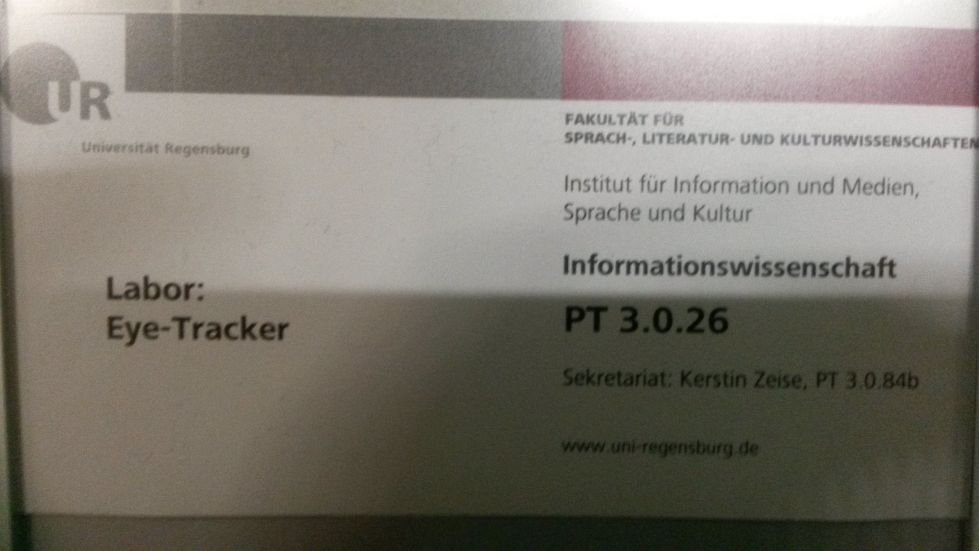 UR
Universität Regensburg
FAKULTÄT FÜR
SPRACH-, LITERATUR- UND KULTURWISSENSCHAFTEN
Institut für Information und Medien,
Sprache und Kultur
Labor:
Eye-Tracker
Informationswissenschaft
PT 3.0.26
Sekretariat: Kerstin Zeise, PT 3.0.84b
www.uni-regensburg.de